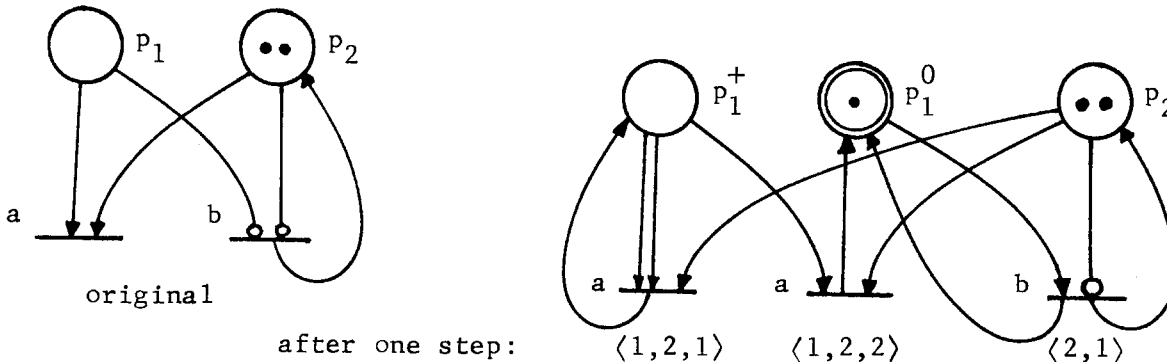 p₁ p₂ p₁⁺ p₁⁰ p₂
a b a a b
original
after one step: ⟨1,2,1⟩ ⟨1,2,2⟩ ⟨2,1⟩